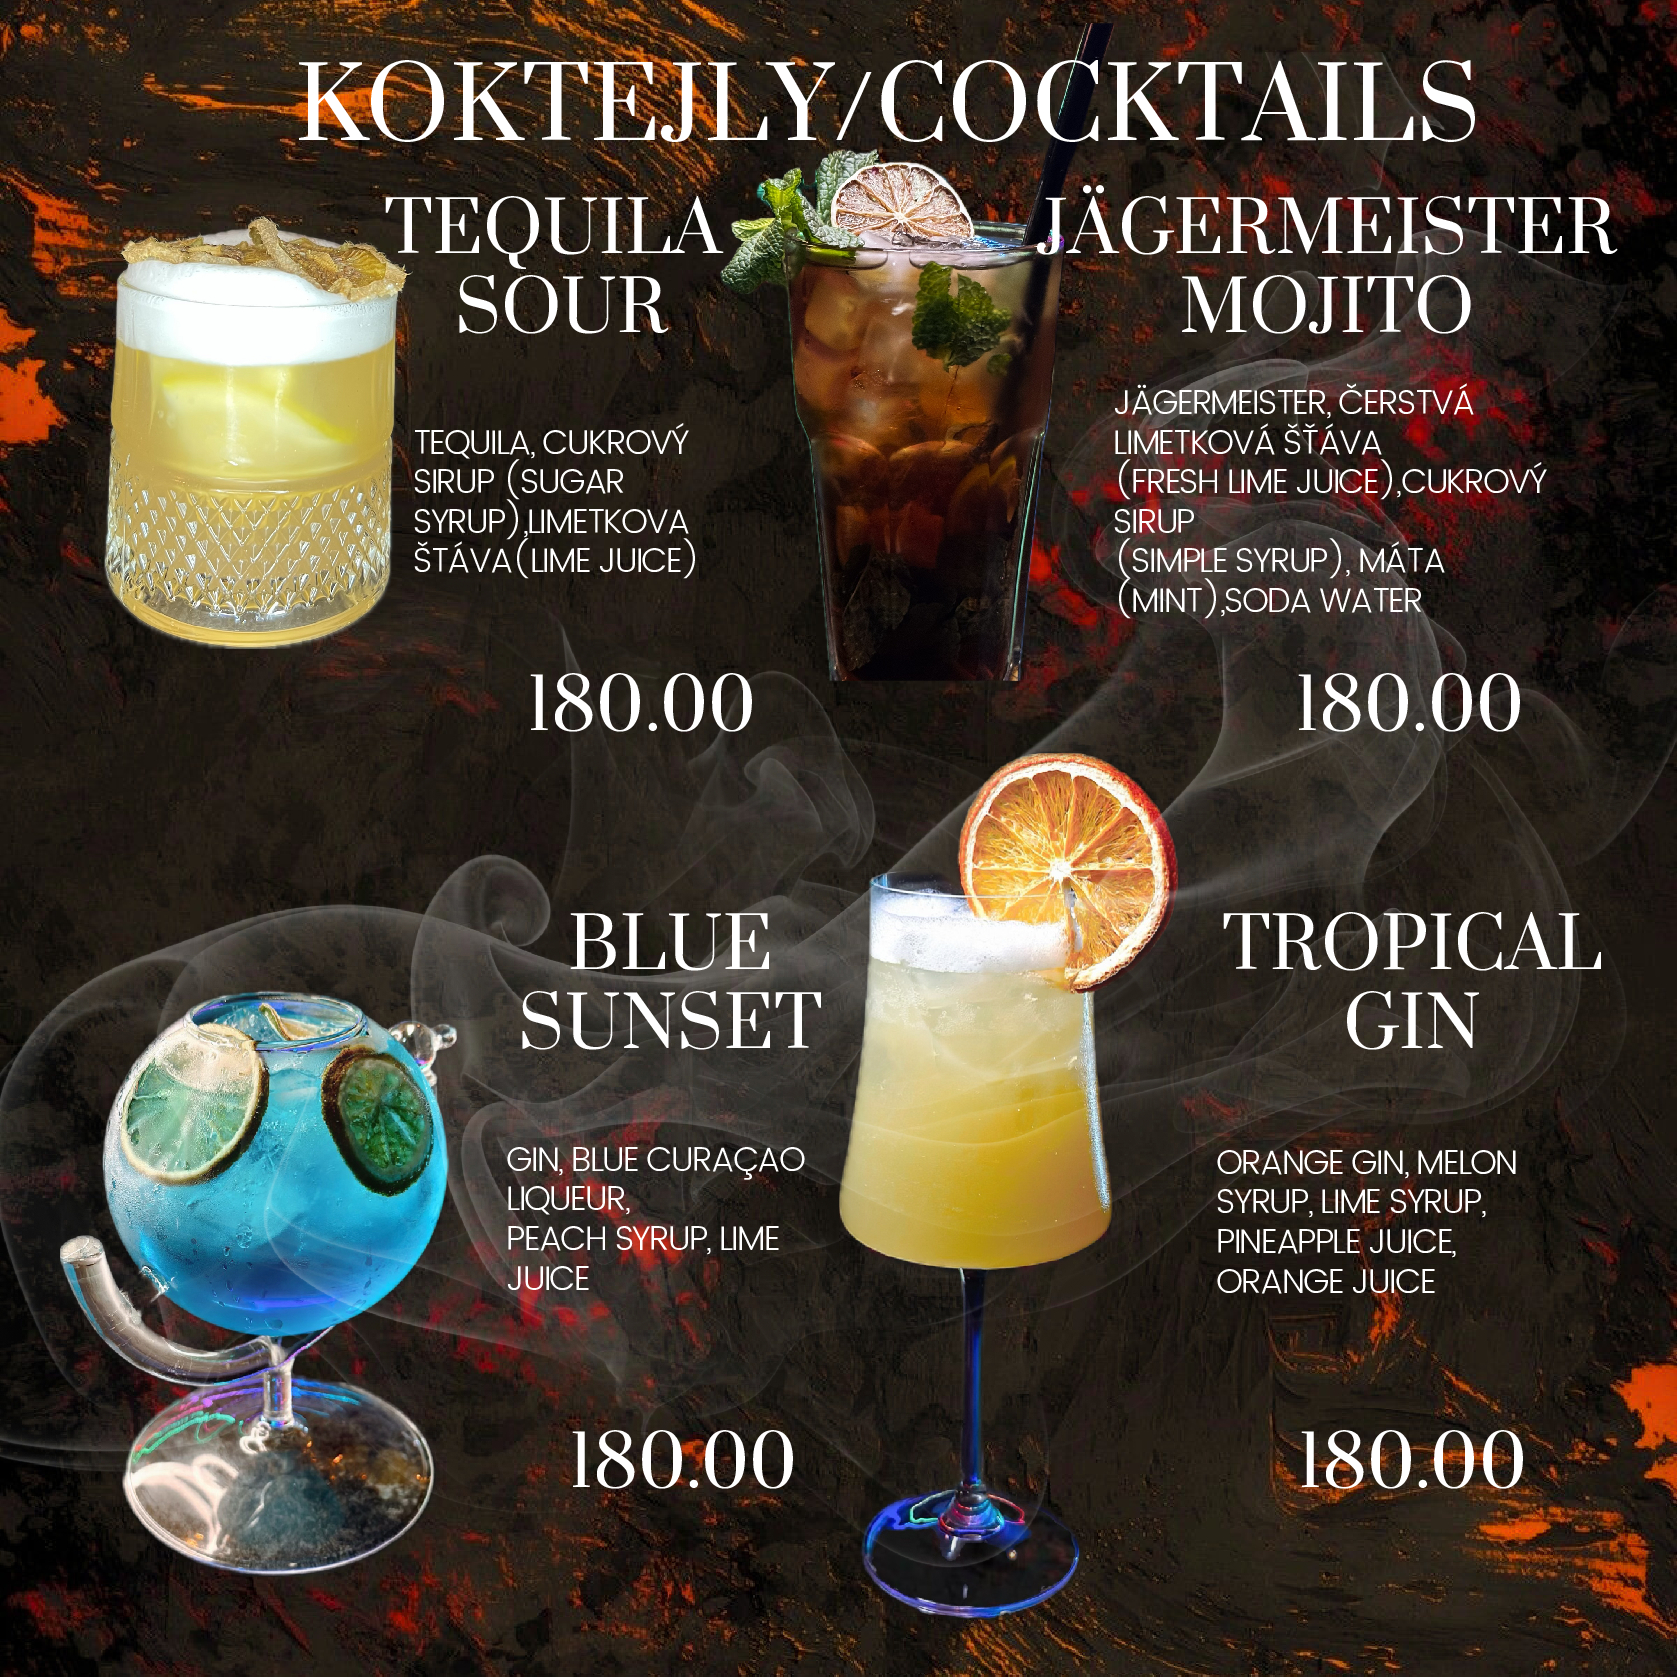 KOKTEJLY/COCKTAILS
TEQUILA
SOUR
TEQUILA, CUKROVÝ
SIRUP (SUGAR
SYRUP),LIMETKOVA
ŠTÁVA(LIME JUICE)
180.00
JÄGERMEISTER
MOJITO
JÄGERMEISTER, ČERSTVÁ
LIMETKOVÁ ŠŤÁVA
(FRESH LIME JUICE),CUKROVÝ
SIRUP
(SIMPLE SYRUP), MÁTA
(MINT),SODA WATER
180.00
BLUE
SUNSET
GIN, BLUE CURAÇAO
LIQUEUR,
PEACH SYRUP, LIME
JUICE
180.00
TROPICAL
GIN
ORANGE GIN, MELON
SYRUP, LIME SYRUP,
PINEAPPLE JUICE,
ORANGE JUICE
180.00